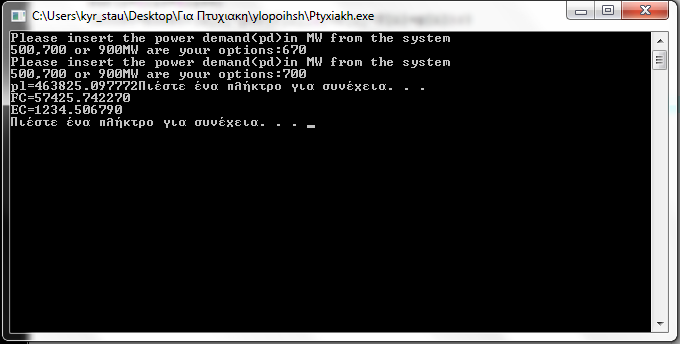 C:\Users\kyr_stau\Desktop\Για Πτυχιακη\ylopoihsh\Ptyxiakh.exe
Please insert the power demand(pd)in MW from the system
500,700 or 900MW are your options:670
Please insert the power demand(pd)in MW from the system
500,700 or 900MW are your options:700
pl=463825.097772Πιέστε ένα πλήκτρο για συνέχεια. . .
FC=57425.742270
EC=1234.506790
Πιέστε ένα πλήκτρο για συνέχεια. . . _